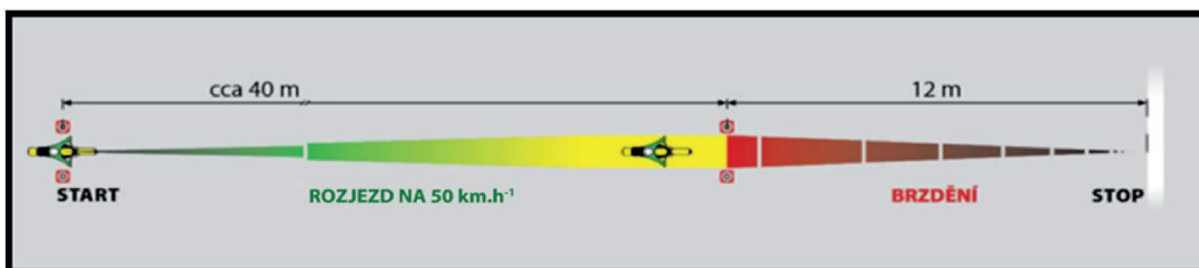 cca 40 m
12 m
START
ROZJEZD NA 50 km.h⁻¹
BRZDĚNÍ
STOP